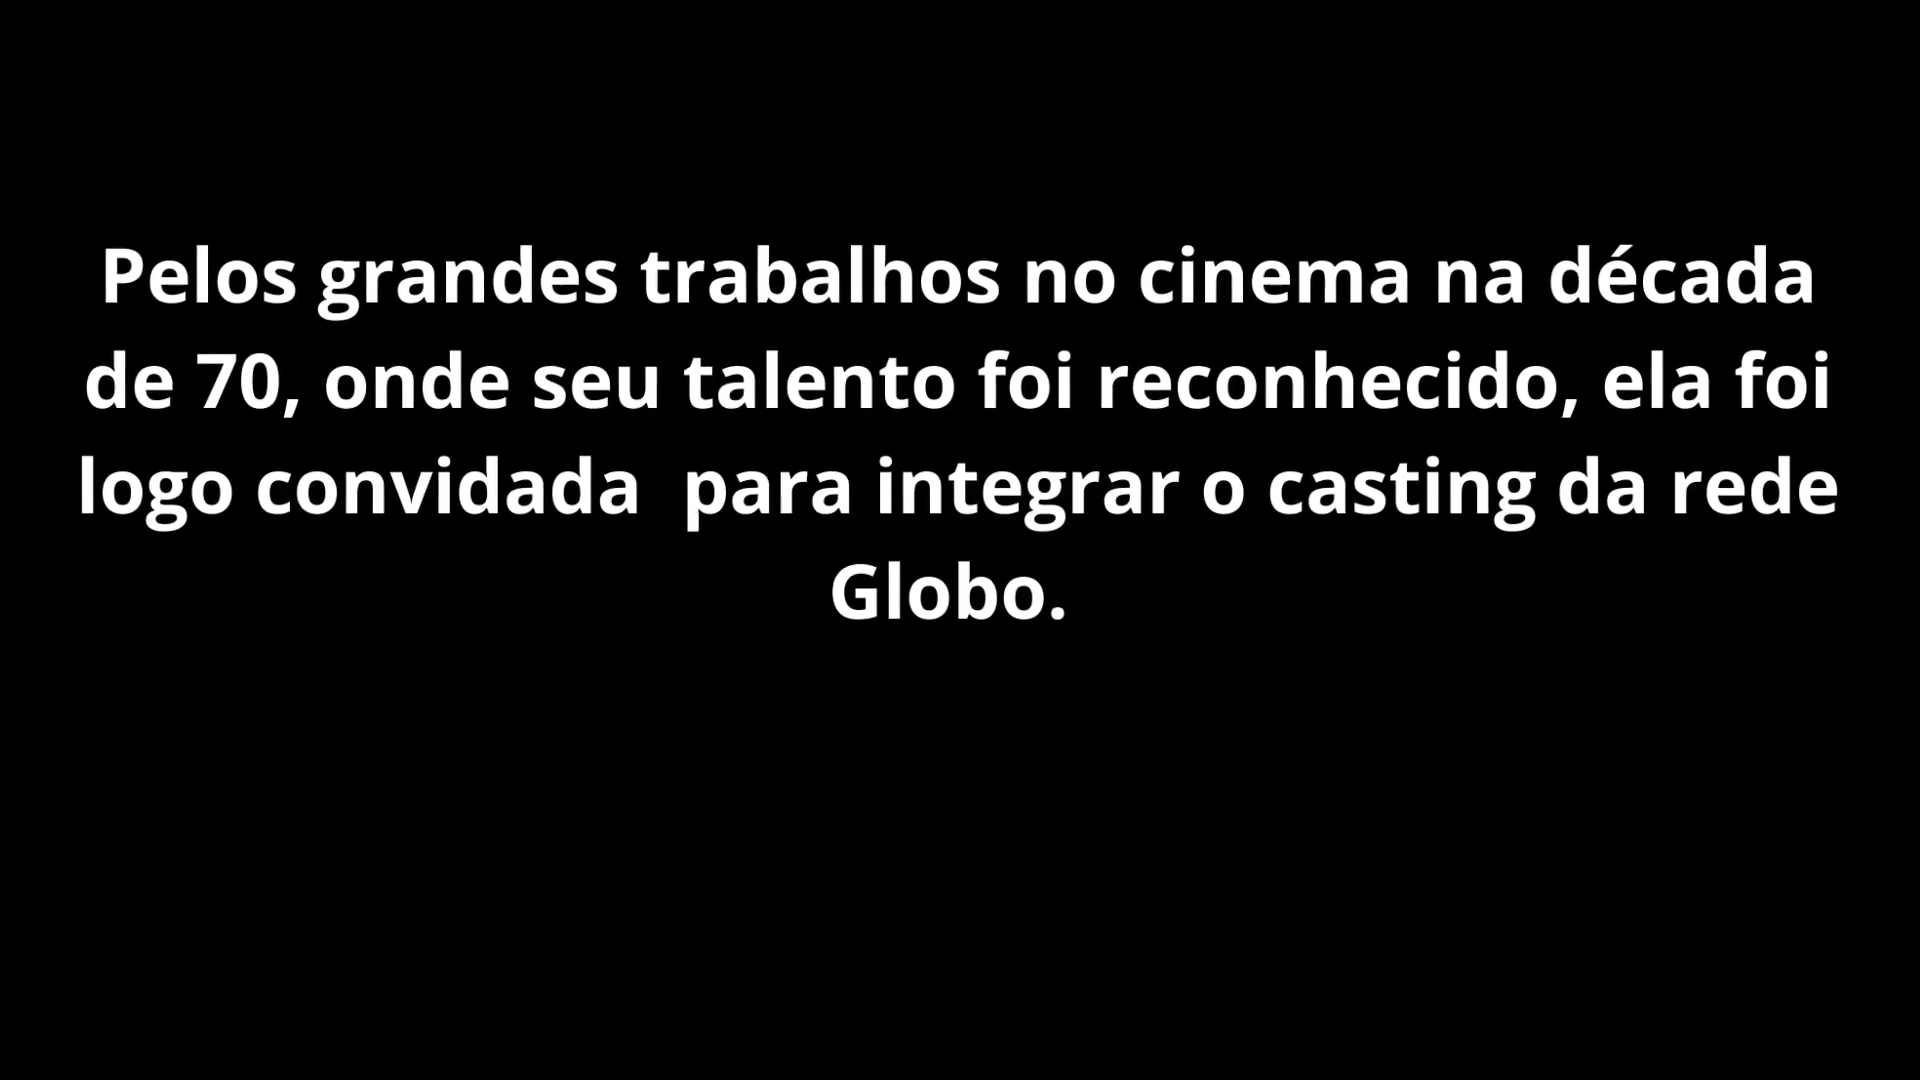 Pelos grandes trabalhos no cinema na década
de 70, onde seu talento foi reconhecido, ela foi
logo convidada  para integrar o casting da rede
Globo.